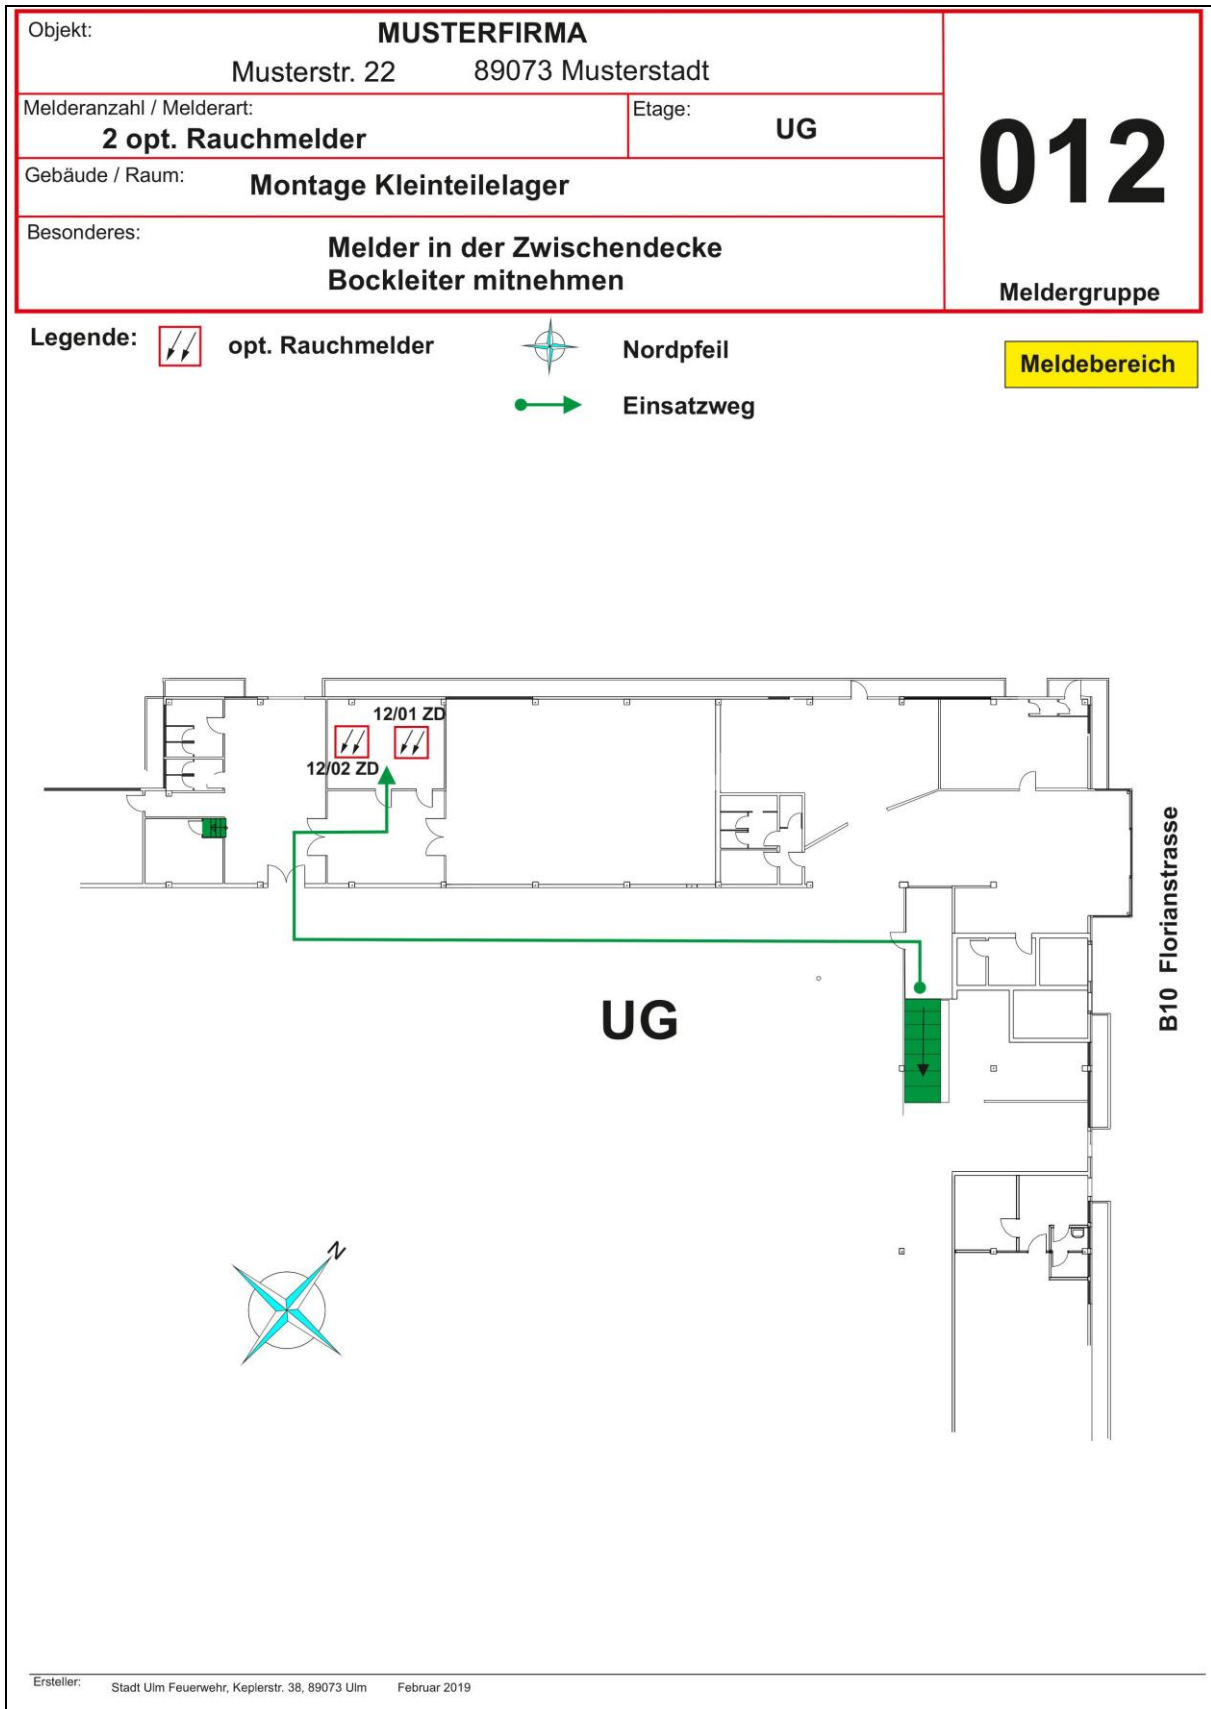 Objekt:
MUSTERFIRMA
Musterstr. 22 89073 Musterstadt
Melderanzahl / Melderart:
2 opt. Rauchmelder
Etage:
UG
Gebäude / Raum:
Montage Kleinteilelager
Besonderes:
Melder in der Zwischendecke
Bockleiter mitnehmen
012
Meldergruppe
Legende:
opt. Rauchmelder
Nordpfeil
Einsatzweg
Meldebereich
12/01 ZD
12/02 ZD
B10 Florianstrasse
UG
N
Ersteller:
Stadt Ulm Feuerwehr, Keplerstr. 38, 89073 Ulm Februar 2019